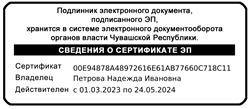 Подлинник электронного документа,
подписанного ЭП,
хранится в системе электронного документооборота
органов власти Чувашской Республики.
СВЕДЕНИЯ О СЕРТИФИКАТЕ ЭП
Сертификат 00E94878A48972616E61AB77660C718C11
Владелец Петрова Надежда Ивановна
Действителен с 01.03.2023 по 24.05.2024